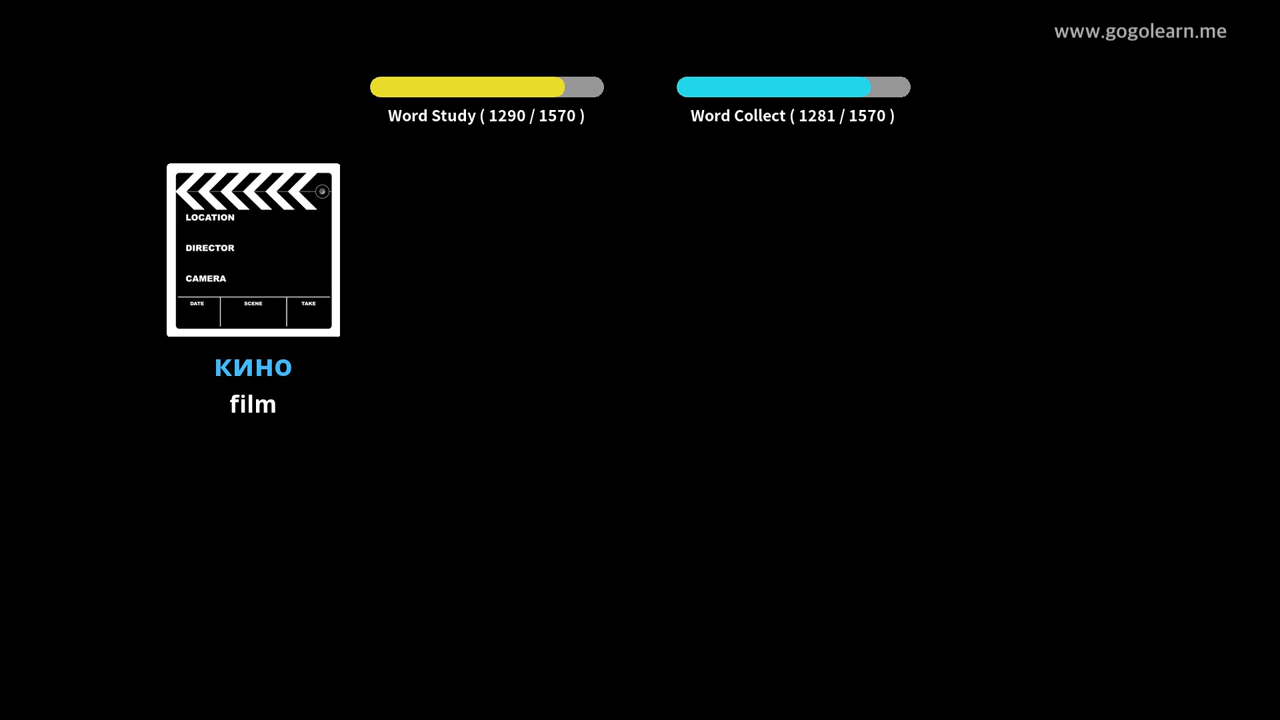 www.gogolearn.me
Word Study ( 1290 / 1570 )
Word Collect ( 1281 / 1570 )
LOCATION
DIRECTOR
CAMERA
DATE SCENE TAKE
кино
film